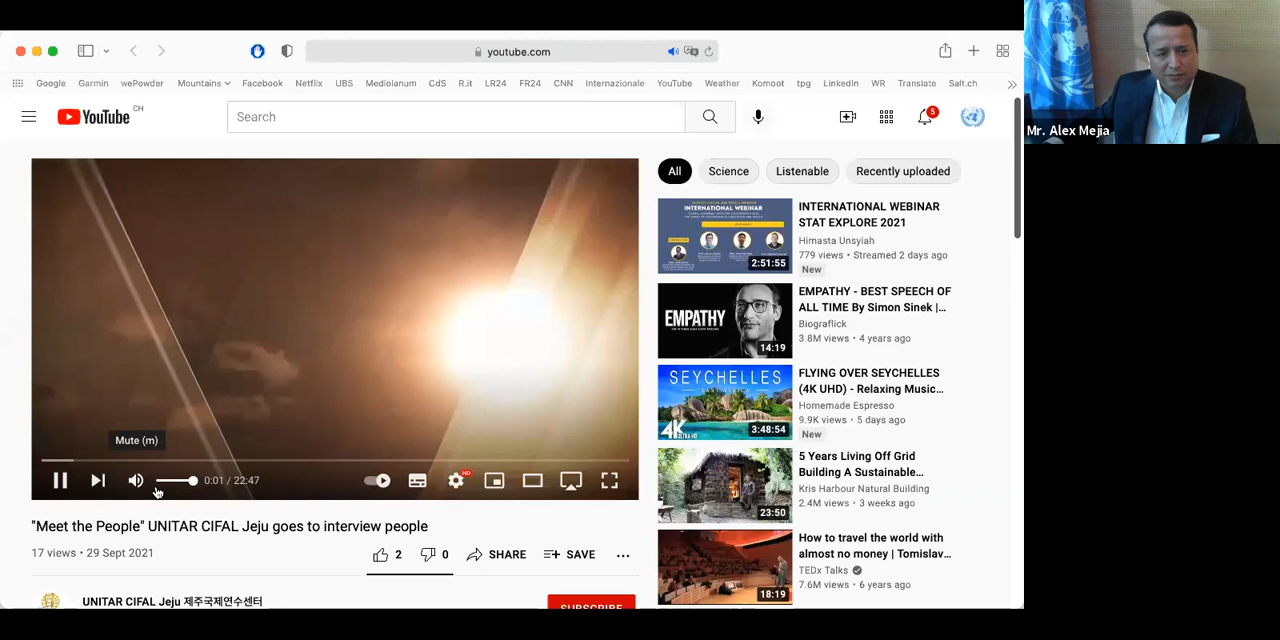 youtube.com
Google Garmin wePowder Mountains Facebook Netflix UBS Mediolanum CdS R.it LR24 FR24 CNN Internazionale YouTube Weather Komoot tpg LinkedIn WR Translate Salt.ch
YouTube CH
Search
5
Mr. Alex Mejia
All Science Listenable Recently uploaded
INTERNATIONAL WEBINAR
2:51:55
INTERNATIONAL WEBINAR
STAT EXPLORE 2021
Himasta Unsyiah
779 views • Streamed 2 days ago
New
EMPATHY
14:19
EMPATHY - BEST SPEECH OF
ALL TIME By Simon Sinek |...
Biograflick
3.8M views • 4 years ago
SEYCHELLES
4K ULTRA HD
3:48:54
FLYING OVER SEYCHELLES
(4K UHD) - Relaxing Music...
Homemade Espresso
9.9K views • 5 days ago
New
23:50
5 Years Living Off Grid
Building A Sustainable...
Kris Harbour Natural Building
2.4M views • 3 weeks ago
18:19
How to travel the world with
almost no money | Tomislav...
TEDx Talks
7.6M views • 6 years ago
Mute (m)
0:01 / 22:47
HD
"Meet the People" UNITAR CIFAL Jeju goes to interview people
17 views • 29 Sept 2021
2 0 SHARE SAVE
UNITAR CIFAL Jeju 제주국제연수센터
SUBSCRIBE